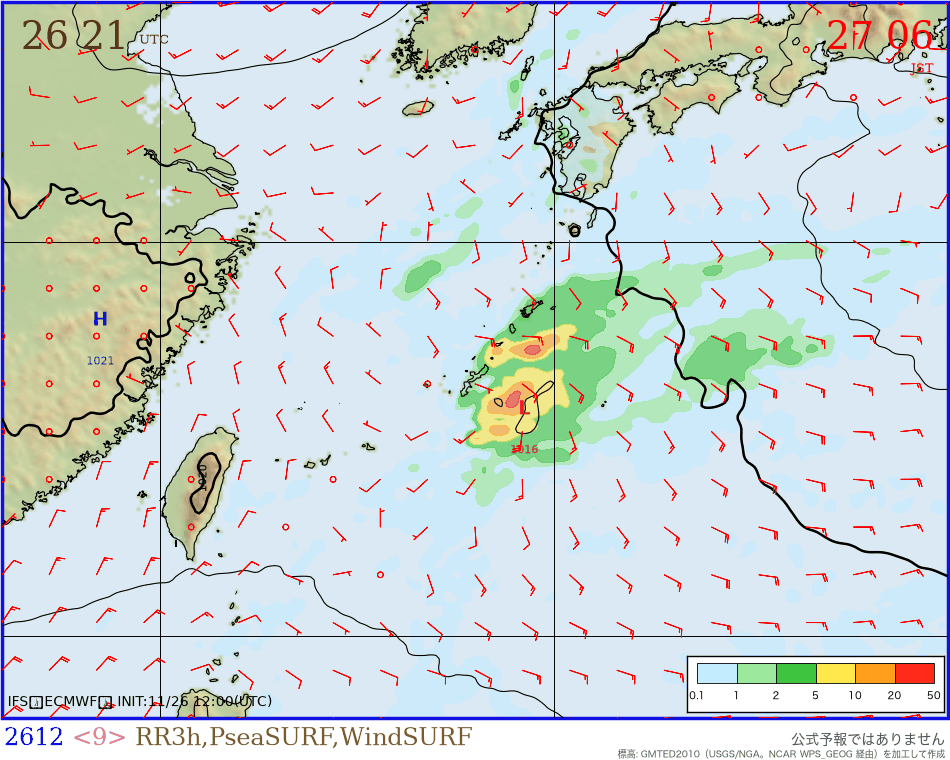 26 21 UTC
27 06
JST
H
1021
L
1016
1020
0.1 1 2 5 10 20 50
IFS ECMWF INIT:11/26 12:00(UTC)
2612 <9> RR3h,PseaSURF,WindSURF
公式予報ではありません
標高: GMTED2010（USGS/NGA。NCAR WPS_GEOG 経由）を加工して作成